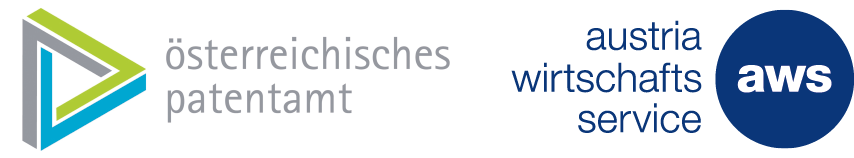 österreichisches
patentamt
austria
wirtschafts
service
aws